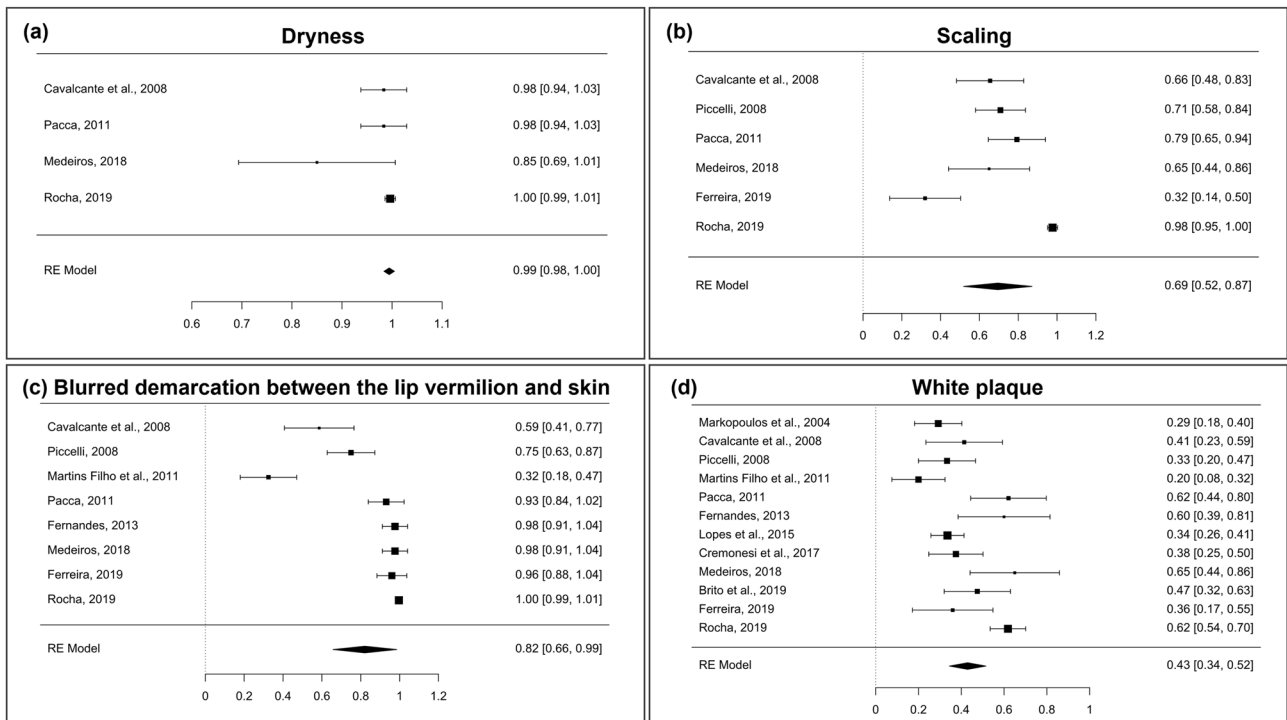 (a) Dryness
Cavalcante et al., 2008 0.98 [0.94, 1.03]
Pacca, 2011 0.98 [0.94, 1.03]
Medeiros, 2018 0.85 [0.69, 1.01]
Rocha, 2019 1.00 [0.99, 1.01]
RE Model 0.99 [0.98, 1.00]
0.6 0.7 0.8 0.9 1 1.1
(b) Scaling
Cavalcante et al., 2008 0.66 [0.48, 0.83]
Piccelli, 2008 0.71 [0.58, 0.84]
Pacca, 2011 0.79 [0.65, 0.94]
Medeiros, 2018 0.65 [0.44, 0.86]
Ferreira, 2019 0.32 [0.14, 0.50]
Rocha, 2019 0.98 [0.95, 1.00]
RE Model 0.69 [0.52, 0.87]
0 0.2 0.4 0.6 0.8 1 1.2
(c) Blurred demarcation between the lip vermilion and skin
Cavalcante et al., 2008 0.59 [0.41, 0.77]
Piccelli, 2008 0.75 [0.63, 0.87]
Martins Filho et al., 2011 0.32 [0.18, 0.47]
Pacca, 2011 0.93 [0.84, 1.02]
Fernandes, 2013 0.98 [0.91, 1.04]
Medeiros, 2018 0.98 [0.91, 1.04]
Ferreira, 2019 0.96 [0.88, 1.04]
Rocha, 2019 1.00 [0.99, 1.01]
RE Model 0.82 [0.66, 0.99]
0 0.2 0.4 0.6 0.8 1 1.2
(d) White plaque
Markopoulos et al., 2004 0.29 [0.18, 0.40]
Cavalcante et al., 2008 0.41 [0.23, 0.59]
Piccelli, 2008 0.33 [0.20, 0.47]
Martins Filho et al., 2011 0.20 [0.08, 0.32]
Pacca, 2011 0.62 [0.44, 0.80]
Fernandes, 2013 0.60 [0.39, 0.81]
Lopes et al., 2015 0.34 [0.26, 0.41]
Cremonesi et al., 2017 0.38 [0.25, 0.50]
Medeiros, 2018 0.65 [0.44, 0.86]
Brito et al., 2019 0.47 [0.32, 0.63]
Ferreira, 2019 0.36 [0.17, 0.55]
Rocha, 2019 0.62 [0.54, 0.70]
RE Model 0.43 [0.34, 0.52]
0 0.2 0.4 0.6 0.8 1